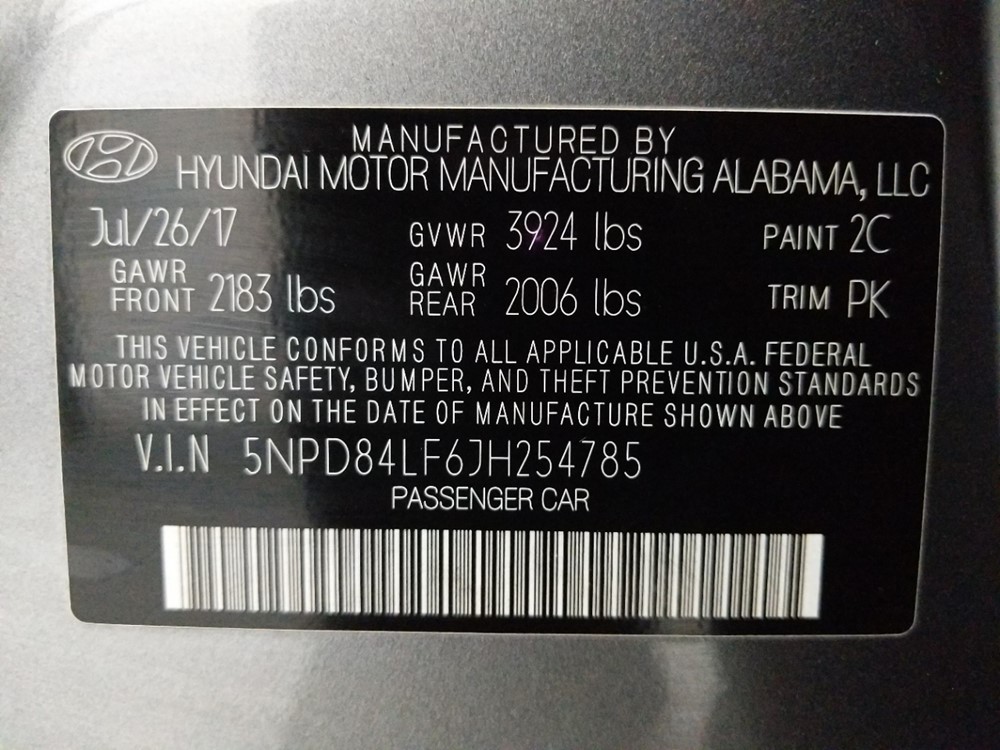 MANUFACTURED BY
HYUNDAI MOTOR MANUFACTURING ALABAMA, LLC
Jul/26/17 GVWR 3924 lbs PAINT 2C
GAWR FRONT 2183 lbs GAWR REAR 2006 lbs TRIM PK
THIS VEHICLE CONFORMS TO ALL APPLICABLE U.S.A. FEDERAL
MOTOR VEHICLE SAFETY, BUMPER, AND THEFT PREVENTION STANDARDS
IN EFFECT ON THE DATE OF MANUFACTURE SHOWN ABOVE
V.I.N 5NPD84LF6JH254785
PASSENGER CAR